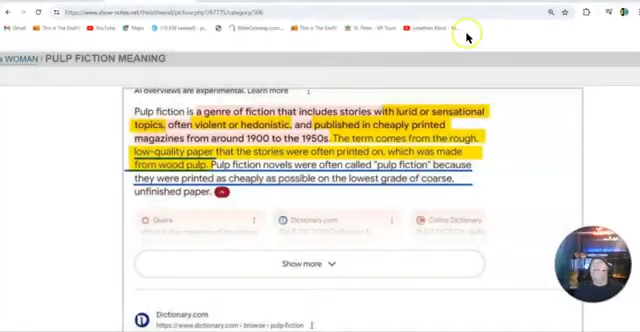 https://www.show-notes.net/thisistheend/picture.php?/67775/category/506
Gmail This is The End!! YouTube Maps BibleGateway.com This is The End!! St. Peter - VR Tours Jonathan Kleck - Yo...
WOMAN / PULP FICTION MEANING
AI overviews are experimental. Learn more
Pulp fiction is a genre of fiction that includes stories with lurid or sensational
topics, often violent or hedonistic, and published in cheaply printed
magazines from around 1900 to the 1950s. The term comes from the rough,
low-quality paper that the stories were often printed on, which was made
from wood pulp. Pulp fiction novels were often called "pulp fiction" because
they were printed as cheaply as possible on the lowest grade of coarse,
unfinished paper.
Quora Dictionary.com Collins Dictionary
Show more
Dictionary.com
https://www.dictionary.com › browse › pulp-fiction